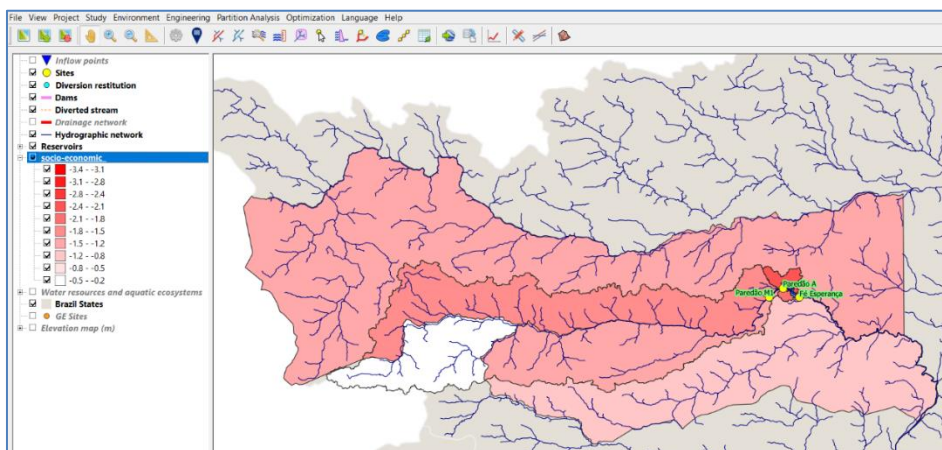 File View Project Study Environment Engineering Partition Analysis Optimization Language Help
Inflow points
Sites
Diversion restitution
Dams
Diverted stream
Drainage network
Hydrographic network
Reservoirs
socio-economic
-3.4 - -3.1
-3.1 - -2.8
-2.8 - -2.4
-2.4 - -2.1
-2.1 - -1.8
-1.8 - -1.5
-1.5 - -1.2
-1.2 - -0.8
-0.8 - -0.5
-0.5 - -0.2
Water resources and aquatic ecosystems
Brazil States
GE Sites
Elevation map (m)
Paredão A
Paredão M1
Fé Esperança